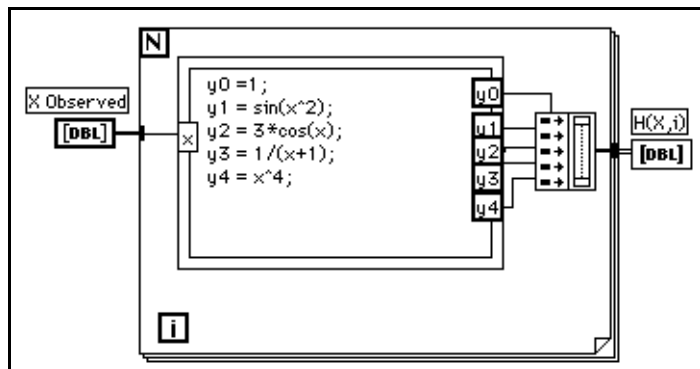 N
X Observed
[DBL]
x
y0 =1;
y1 = sin(x^2);
y2 = 3*cos(x);
y3 = 1/(x+1);
y4 = x^4;
y0
y1
y2
y3
y4
H(X,i)
[DBL]
i